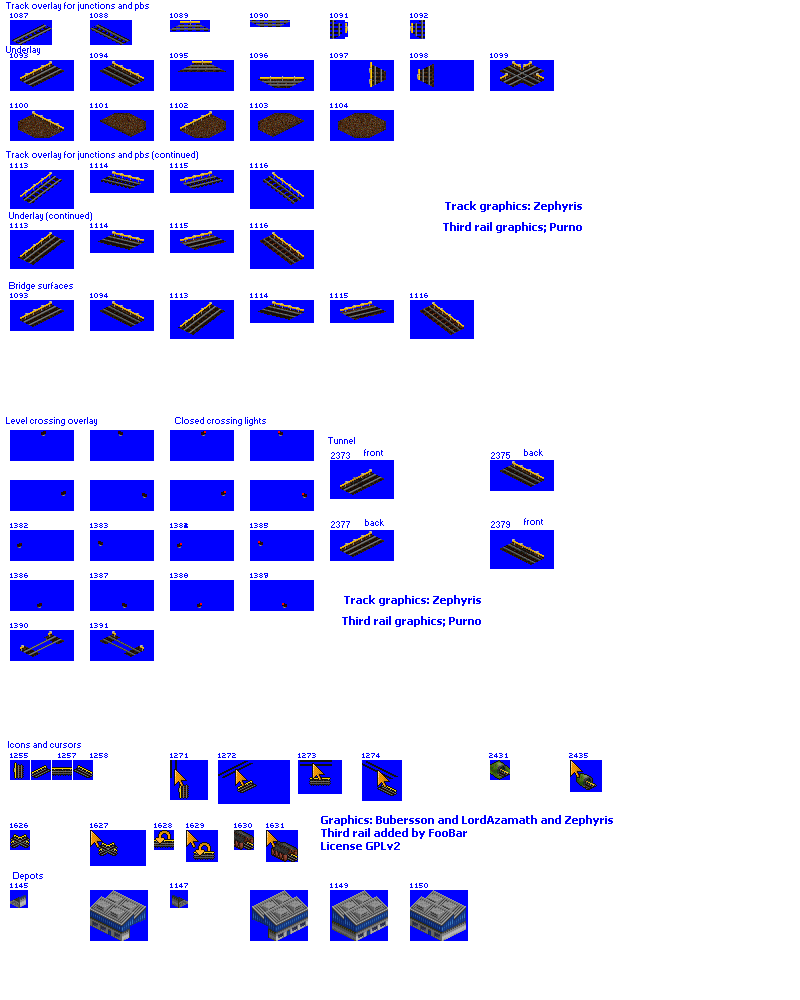 Track overlay for junctions and pbs
1087 1088 1089 1090 1091 1092
Underlay
1093 1094 1095 1096 1097 1098 1099
1100 1101 1102 1103 1104
Track overlay for junctions and pbs (continued)
1113 1114 1115 1116
Track graphics: Zephyris
Underlay (continued)
Third rail graphics; Purno
1113 1114 1115 1116
Bridge surfaces
1093 1094 1113 1114 1115 1116
Level crossing overlay Closed crossing lights
Tunnel
2373 front 2375 back
1382 1383 1385
2377 back 2379 front
1386 1387
Track graphics: Zephyris
Third rail graphics; Purno
1390 1391
Icons and cursors
1255 1257 1258 1271 1272 1273 1274 2431 2435
Graphics: Bubersson and LordAzamath and Zephyris
1626 1627 1628 1629 1630 1631
Third rail added by FooBar
License GPLv2
Depots
1145 1147 1149 1150